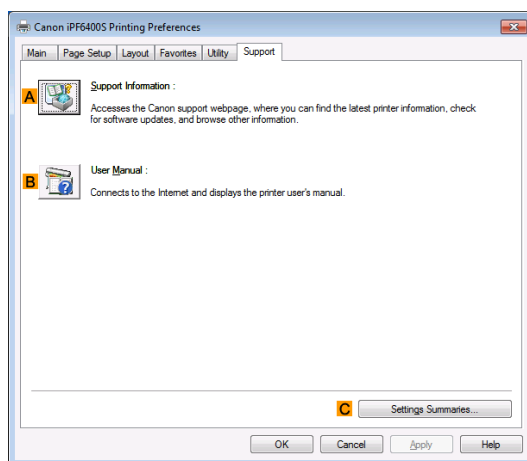 Canon iPF6400S Printing Preferences
Main Page Setup Layout Favorites Utility Support
A
Support Information :
Accesses the Canon support webpage, where you can find the latest printer information, check
for software updates, and browse other information.
B
User Manual :
Connects to the Internet and displays the printer user's manual.
C Settings Summaries...
OK Cancel Apply Help